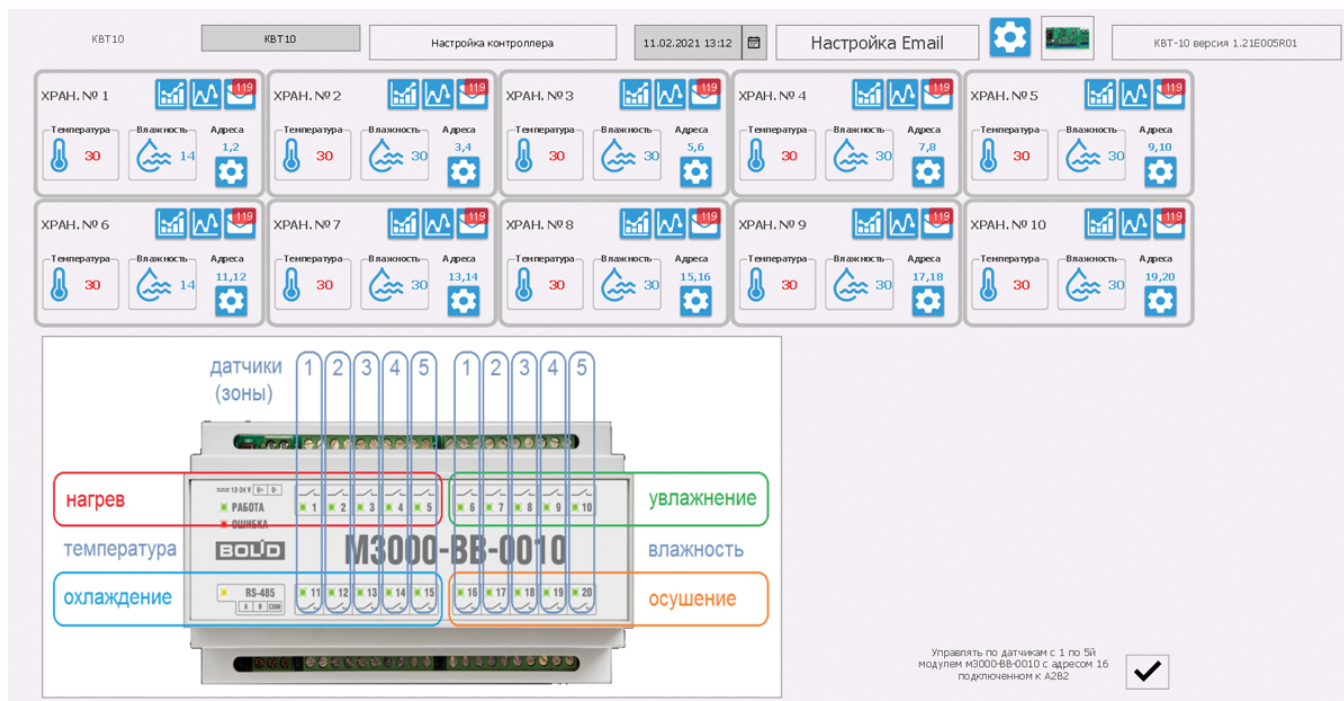 КВТ10
КВТ10
Настройка контроллера
11.02.2021 13:12
Настройка Email
КВТ-10 версия 1.21E005R01
ХРАН. № 1
119
ХРАН. № 2
119
ХРАН. № 3
119
ХРАН. № 4
119
ХРАН. № 5
119
Температура Влажность Адреса
30 14 1,2
Температура Влажность Адреса
30 30 3,4
Температура Влажность Адреса
30 30 5,6
Температура Влажность Адреса
30 30 7,8
Температура Влажность Адреса
30 30 9,10
ХРАН. № 6
119
ХРАН. № 7
119
ХРАН. № 8
119
ХРАН. № 9
119
ХРАН. № 10
119
Температура Влажность Адреса
30 14 11,12
Температура Влажность Адреса
30 30 13,14
Температура Влажность Адреса
30 30 15,16
Температура Влажность Адреса
30 30 17,18
Температура Влажность Адреса
30 30 19,20
датчики
(зоны)
1 2 3 4 5 1 2 3 4 5
нагрев
12-24 V U+ U-
РАБОТА
1 2 3 4 5 6 7 8 9 10
ОШИБКА
увлажнение
температура
BOLID
М3000-ВВ-0010
влажность
охлаждение
RS-485
A B COM
11 12 13 14 15 16 17 18 19 20
осушение
Управлять по датчикам с 1 по 5й
модулем м3000-ВВ-0010 с адресом 16
подключенном к A2B2